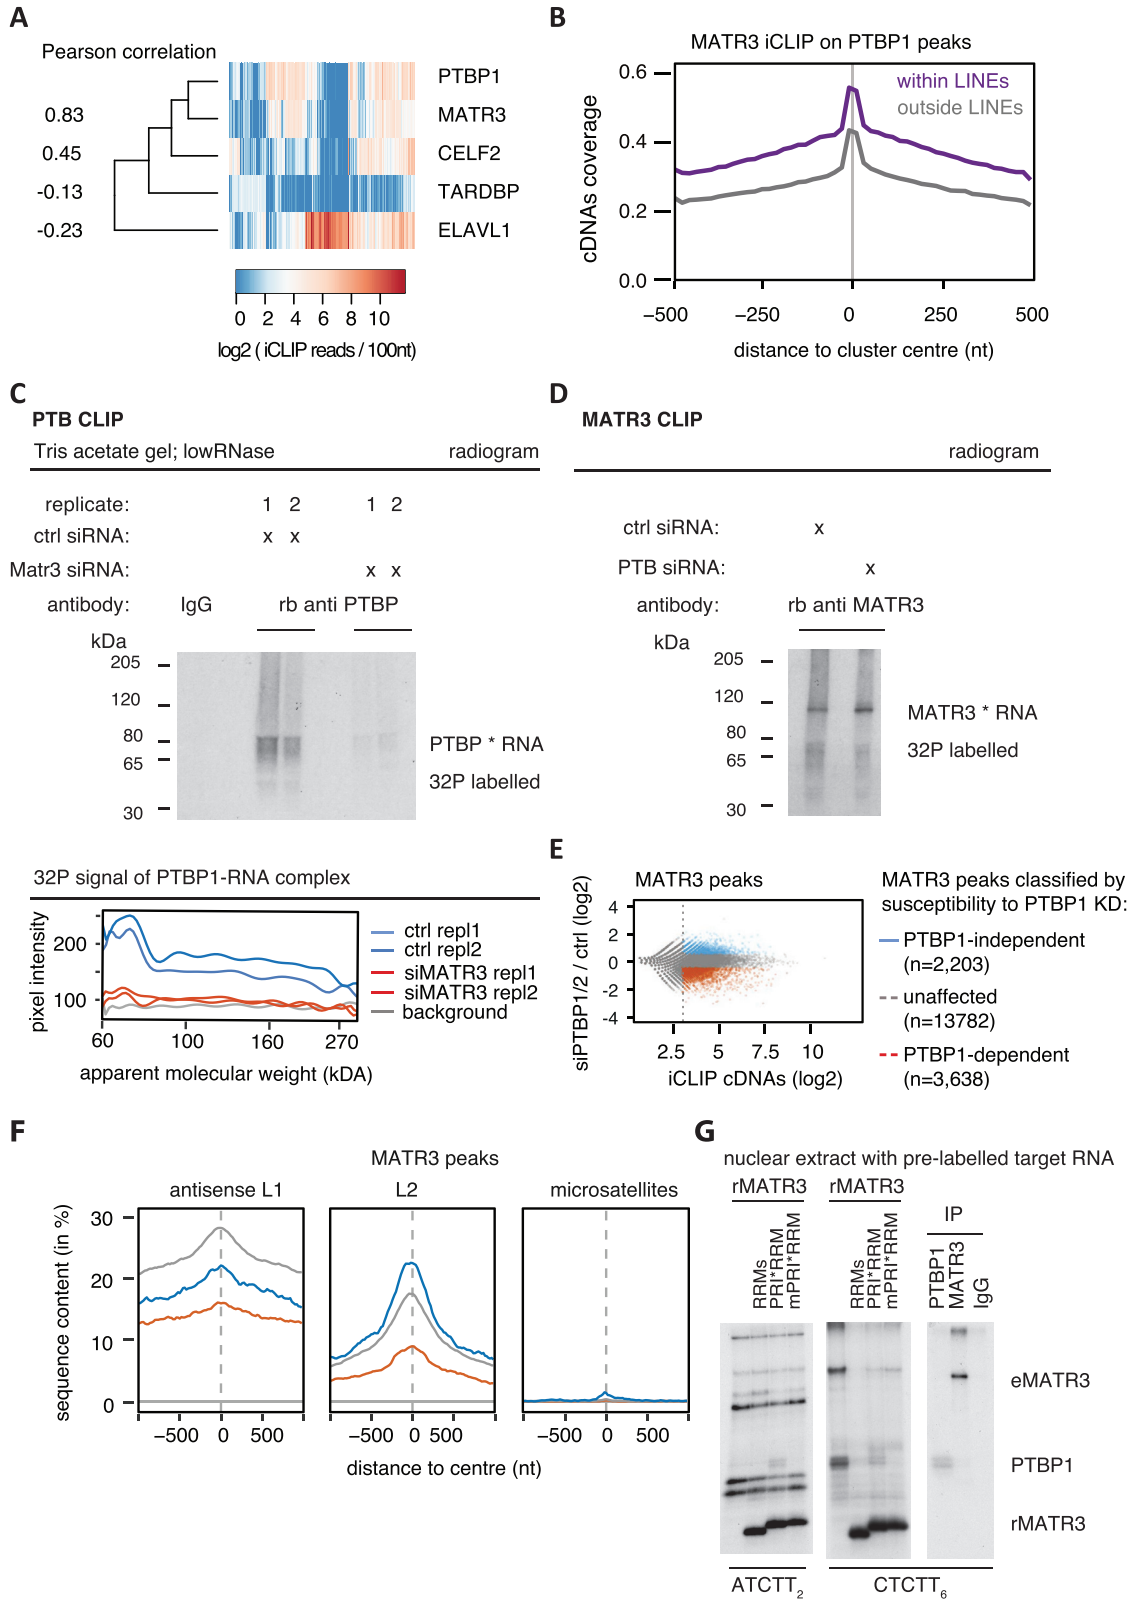 A
Pearson correlation
0.83
0.45
-0.13
-0.23
PTBP1
MATR3
CELF2
TARDBP
ELAVL1
0 2 4 6 8 10
log2 ( iCLIP reads / 100nt)
B
MATR3 iCLIP on PTBP1 peaks
within LINEs
outside LINEs
cDNAs coverage
0.6
0.4
0.2
0.0
−500 −250 0 250 500
distance to cluster centre (nt)
C
PTB CLIP
Tris acetate gel; lowRNase radiogram
replicate: 1 2 1 2
ctrl siRNA: x x
Matr3 siRNA: x x
antibody: IgG rb anti PTBP
kDa
205
120
80
65
30
PTBP * RNA
32P labelled
32P signal of PTBP1-RNA complex
pixel intensity
200
100
60 100 160 270
apparent molecular weight (kDA)
ctrl repl1
ctrl repl2
siMATR3 repl1
siMATR3 repl2
background
D
MATR3 CLIP
radiogram
ctrl siRNA: x
PTB siRNA: x
antibody: rb anti MATR3
kDa
205
120
80
65
30
MATR3 * RNA
32P labelled
E
MATR3 peaks
siPTBP1/2 / ctrl (log2)
4
2
0
-2
-4
2.5 5 7.5 10
iCLIP cDNAs (log2)
MATR3 peaks classified by
susceptibility to PTBP1 KD:
PTBP1-independent
(n=2,203)
unaffected
(n=13782)
PTBP1-dependent
(n=3,638)
F
MATR3 peaks
antisense L1 L2 microsatellites
sequence content (in %)
30
20
10
0
−500 0 500 −500 0 500 −500 0 500
distance to centre (nt)
G
nuclear extract with pre-labelled target RNA
rMATR3 rMATR3 IP
RRMs
PRI*RRM
mPRI*RRM
RRMs
PRI*RRM
mPRI*RRM
PTBP1
MATR3
IgG
eMATR3
PTBP1
rMATR3
ATCTT2 CTCTT6